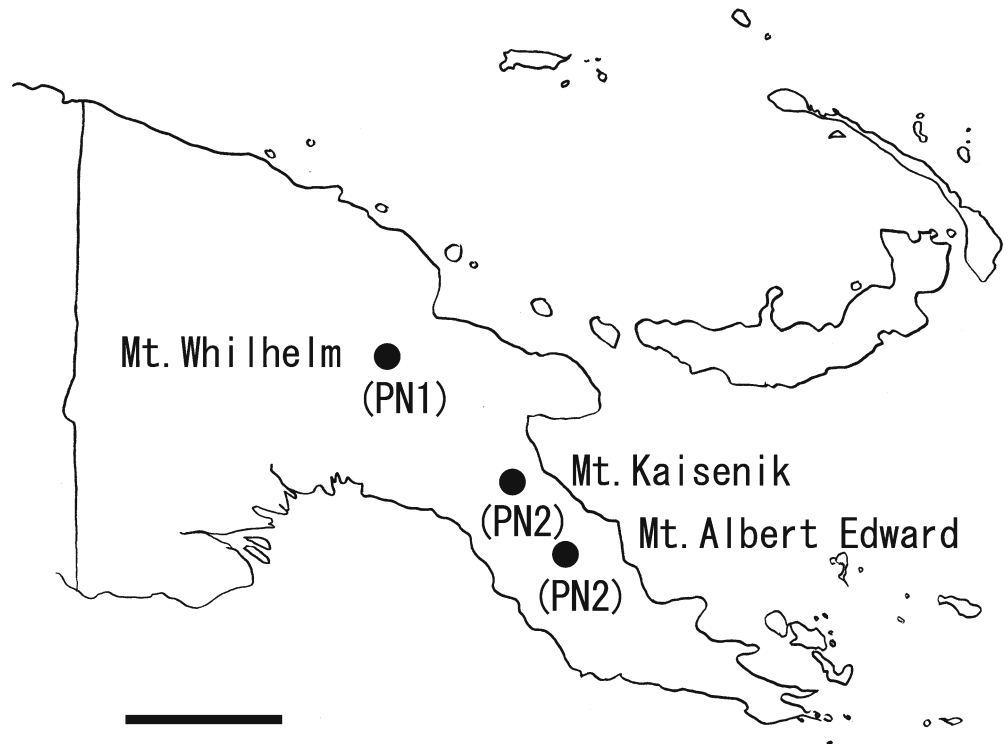 Mt. Whilhelm
(PN1)
Mt. Kaisenik
(PN2)
Mt. Albert Edward
(PN2)